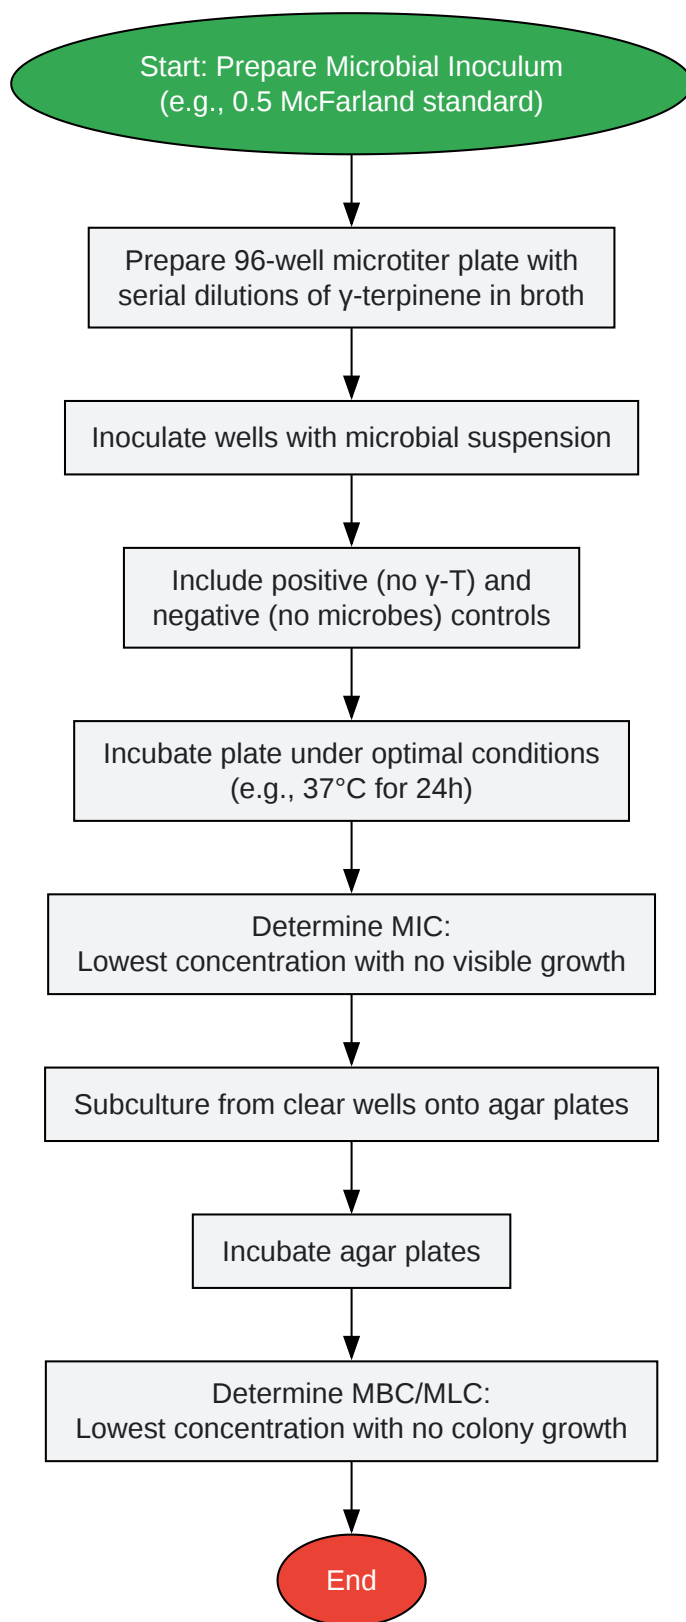 Start: Prepare Microbial Inoculum
(e.g., 0.5 McFarland standard)
Prepare 96-well microtiter plate with
serial dilutions of γ-terpinene in broth
Inoculate wells with microbial suspension
Include positive (no γ-T) and
negative (no microbes) controls
Incubate plate under optimal conditions
(e.g., 37°C for 24h)
Determine MIC:
Lowest concentration with no visible growth
Subculture from clear wells onto agar plates
Incubate agar plates
Determine MBC/MLC:
Lowest concentration with no colony growth
End